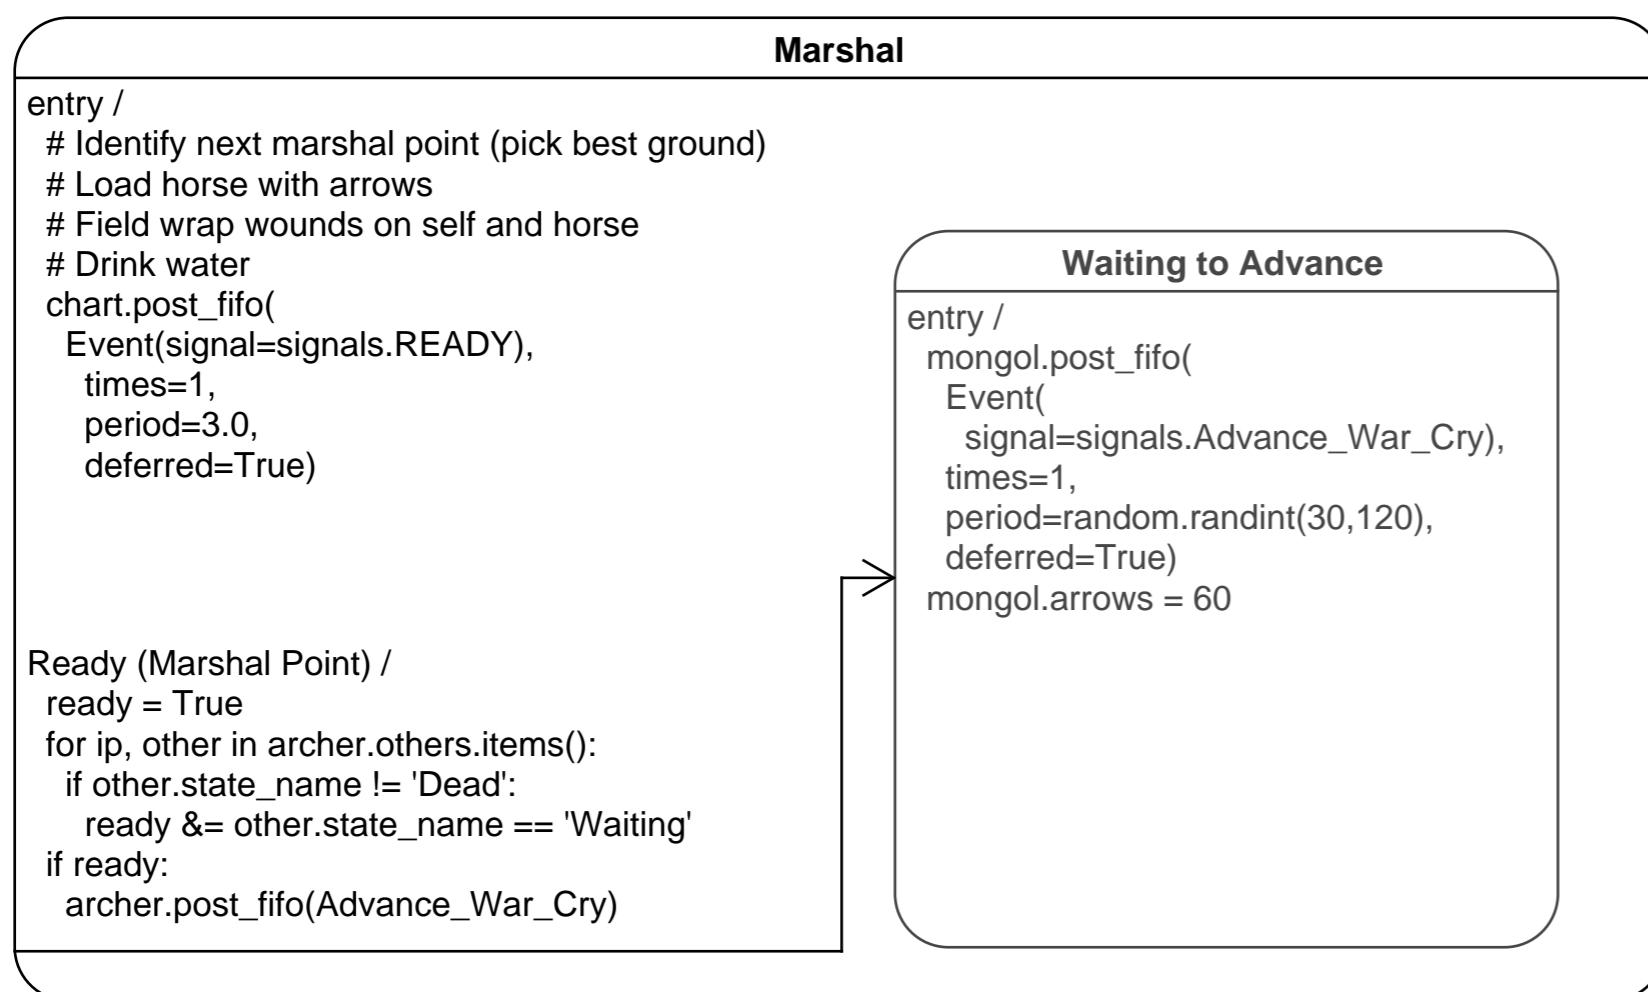 Marshal
entry /
# Identify next marshal point (pick best ground)
# Load horse with arrows
# Field wrap wounds on self and horse
# Drink water
chart.post_fifo(
Event(signal=signals.READY),
times=1,
period=3.0,
deferred=True)
Ready (Marshal Point) /
ready = True
for ip, other in archer.others.items():
if other.state_name != 'Dead':
ready &= other.state_name == 'Waiting'
if ready:
archer.post_fifo(Advance_War_Cry)
Waiting to Advance
entry /
mongol.post_fifo(
Event(
signal=signals.Advance_War_Cry),
times=1,
period=random.randint(30,120),
deferred=True)
mongol.arrows = 60